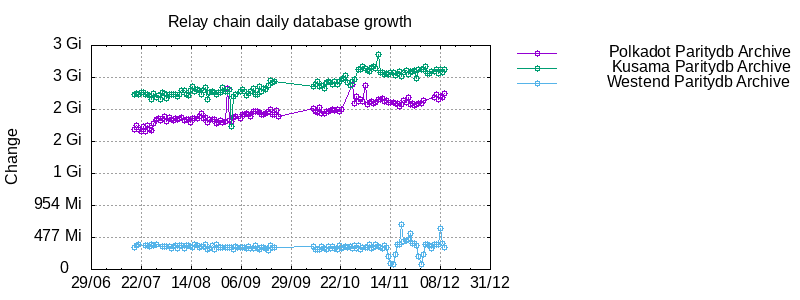 Relay chain daily database growth
3 Gi
3 Gi
2 Gi
2 Gi
1 Gi
954 Mi
477 Mi
0
Change
29/06 22/07 14/08 06/09 29/09 22/10 14/11 08/12 31/12
Polkadot Paritydb Archive
Kusama Paritydb Archive
Westend Paritydb Archive